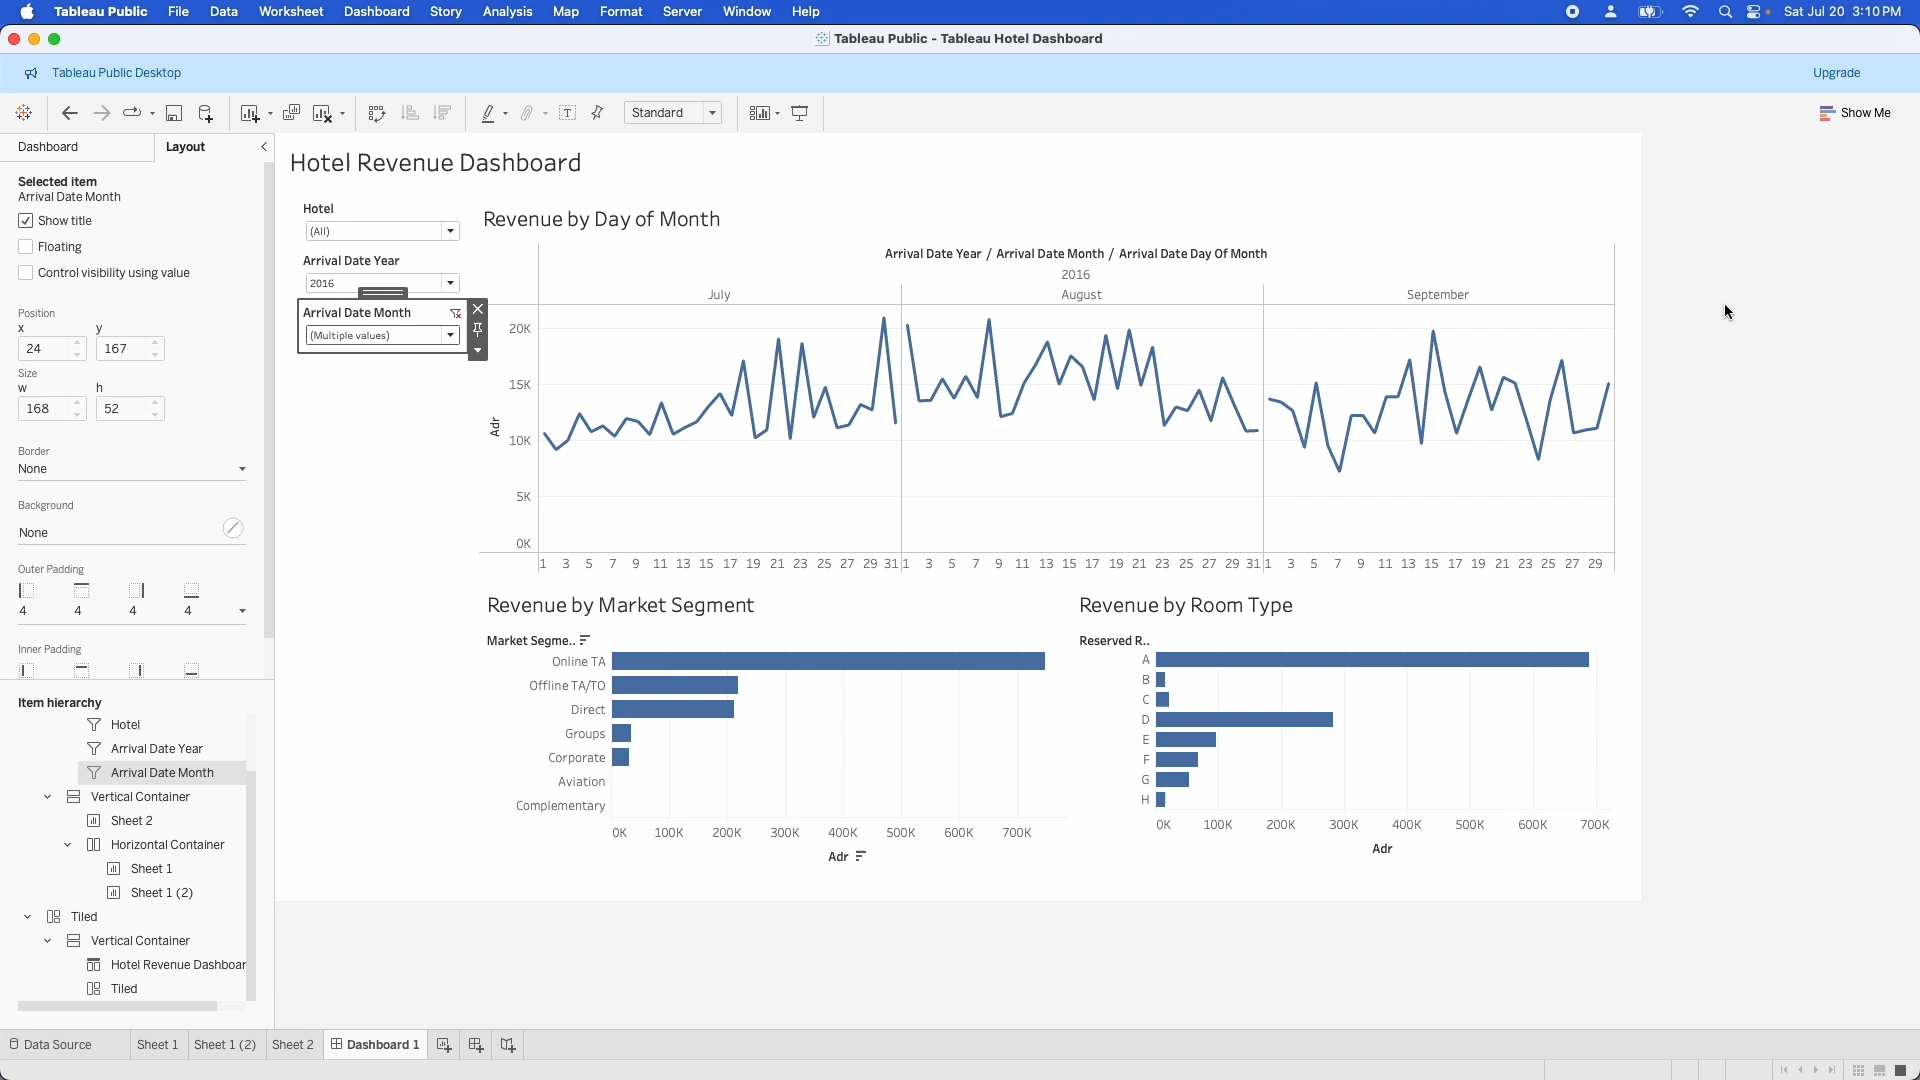 Tableau Public File Data Worksheet Dashboard Story Analysis Map Format Server Window Help Sat Jul 20 3:10 PM
Tableau Public - Tableau Hotel Dashboard
Tableau Public Desktop Upgrade
Standard Show Me
Dashboard Layout
Selected item
Arrival Date Month
Show title
Floating
Control visibility using value
Position
x y
24 167
Size
w h
168 52
Border
None
Background
None
Outer Padding
4 4 4 4
Inner Padding
Item hierarchy
Hotel
Arrival Date Year
Arrival Date Month
Vertical Container
Sheet 2
Horizontal Container
Sheet 1
Sheet 1 (2)
Tiled
Vertical Container
Hotel Revenue Dashboar
Tiled
Hotel Revenue Dashboard
Hotel
(All)
Arrival Date Year
2016
Arrival Date Month
(Multiple values)
Revenue by Day of Month
Arrival Date Year / Arrival Date Month / Arrival Date Day Of Month
2016
July August September
Adr
20K
15K
10K
5K
0K
1 3 5 7 9 11 13 15 17 19 21 23 25 27 29 31 1 3 5 7 9 11 13 15 17 19 21 23 25 27 29 31 1 3 5 7 9 11 13 15 17 19 21 23 25 27 29
Revenue by Market Segment
Market Segme..
Online TA
Offline TA/TO
Direct
Groups
Corporate
Aviation
Complementary
0K 100K 200K 300K 400K 500K 600K 700K
Adr
Revenue by Room Type
Reserved R..
A
B
C
D
E
F
G
H
0K 100K 200K 300K 400K 500K 600K 700K
Adr
Data Source Sheet 1 Sheet 1 (2) Sheet 2 Dashboard 1